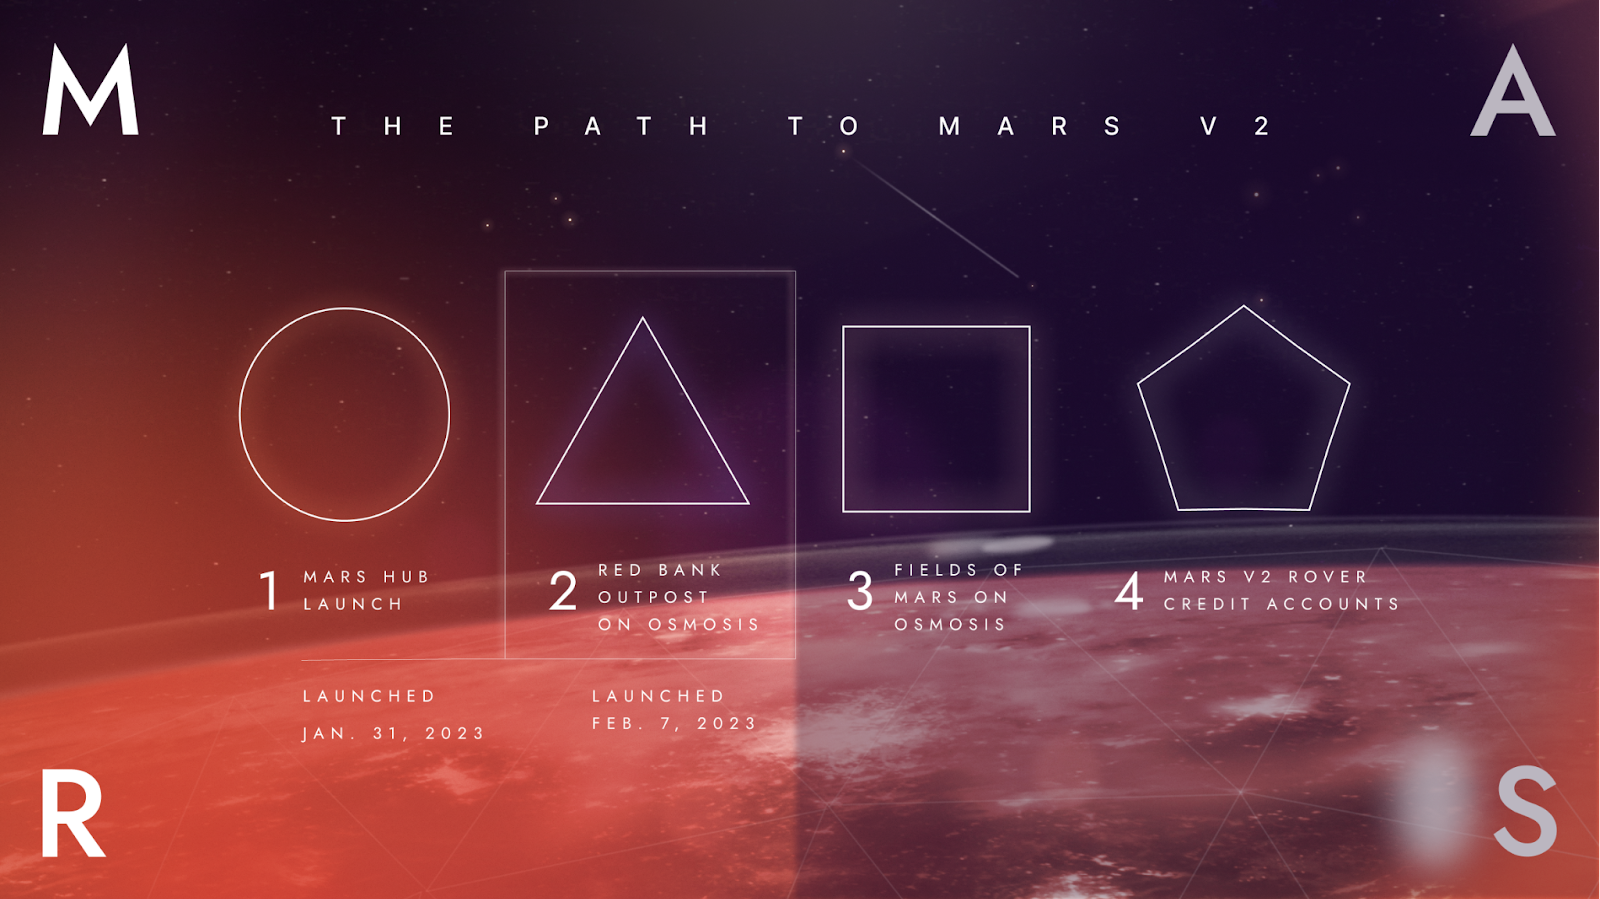 M A
THE PATH TO MARS V2
1 MARS HUB
LAUNCH
2 RED BANK
OUTPOST
ON OSMOSIS
3 FIELDS OF
MARS ON
OSMOSIS
4 MARS V2 ROVER
CREDIT ACCOUNTS
LAUNCHED
JAN. 31, 2023
LAUNCHED
FEB. 7, 2023
R S